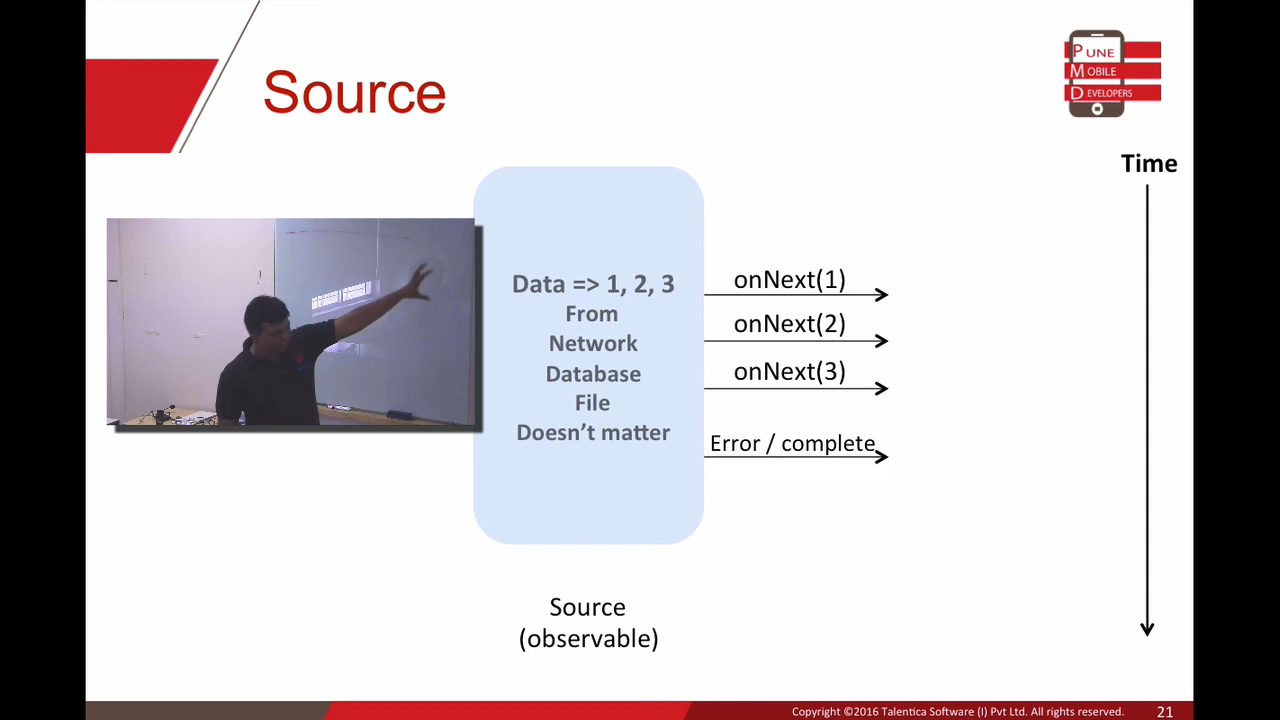 Source
PUNE
MOBILE
DEVELOPERS
Time
Data => 1, 2, 3
From
Network
Database
File
Doesn't matter
onNext(1)
onNext(2)
onNext(3)
Error / complete
Source
(observable)
Copyright ©2016 Talentica Software (I) Pvt Ltd. All rights reserved.
21